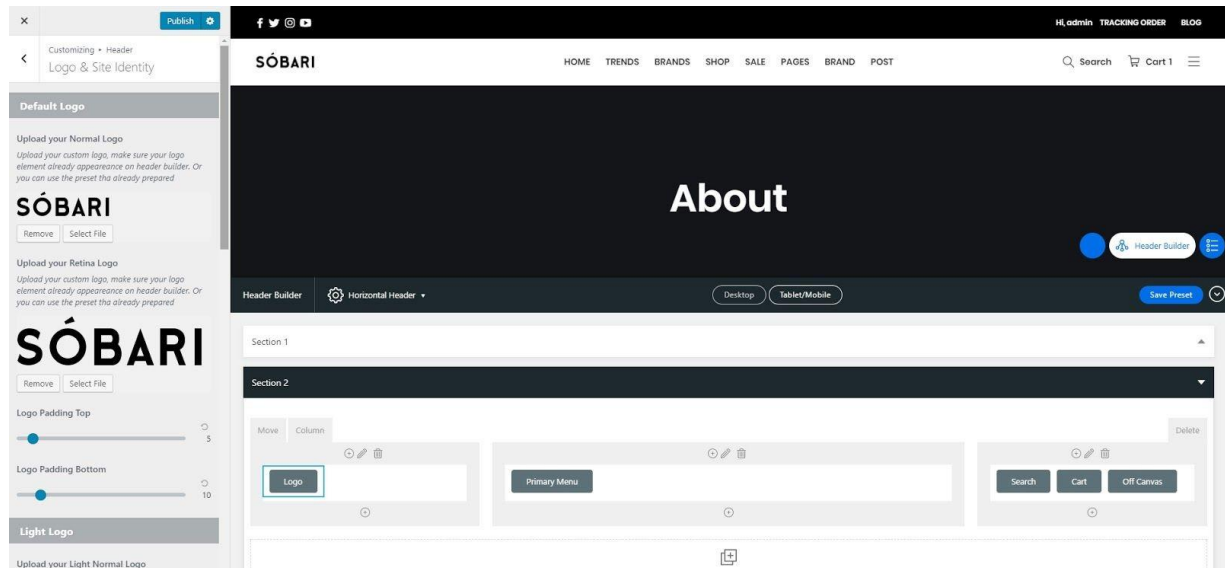 Publish
Customizing • Header
Logo & Site Identity
Default Logo
Upload your Normal Logo
Upload your custom logo, make sure your logo
element already appeareance on header builder. Or
you can use the preset tha already prepared
SÓBARI
Remove Select File
Upload your Retina Logo
Upload your custom logo, make sure your logo
element already appeareance on header builder. Or
you can use the preset tha already prepared
SÓBARI
Remove Select File
Logo Padding Top
5
Logo Padding Bottom
10
Light Logo
Upload your Light Normal Logo
Hi, admin TRACKING ORDER BLOG
SÓBARI HOME TRENDS BRANDS SHOP SALE PAGES BRAND POST Search Cart 1
About
Header Builder
Header Builder Horizontal Header Desktop Tablet/Mobile Save Preset
Section 1
Section 2
Move Column Delete
Logo Primary Menu Search Cart Off Canvas